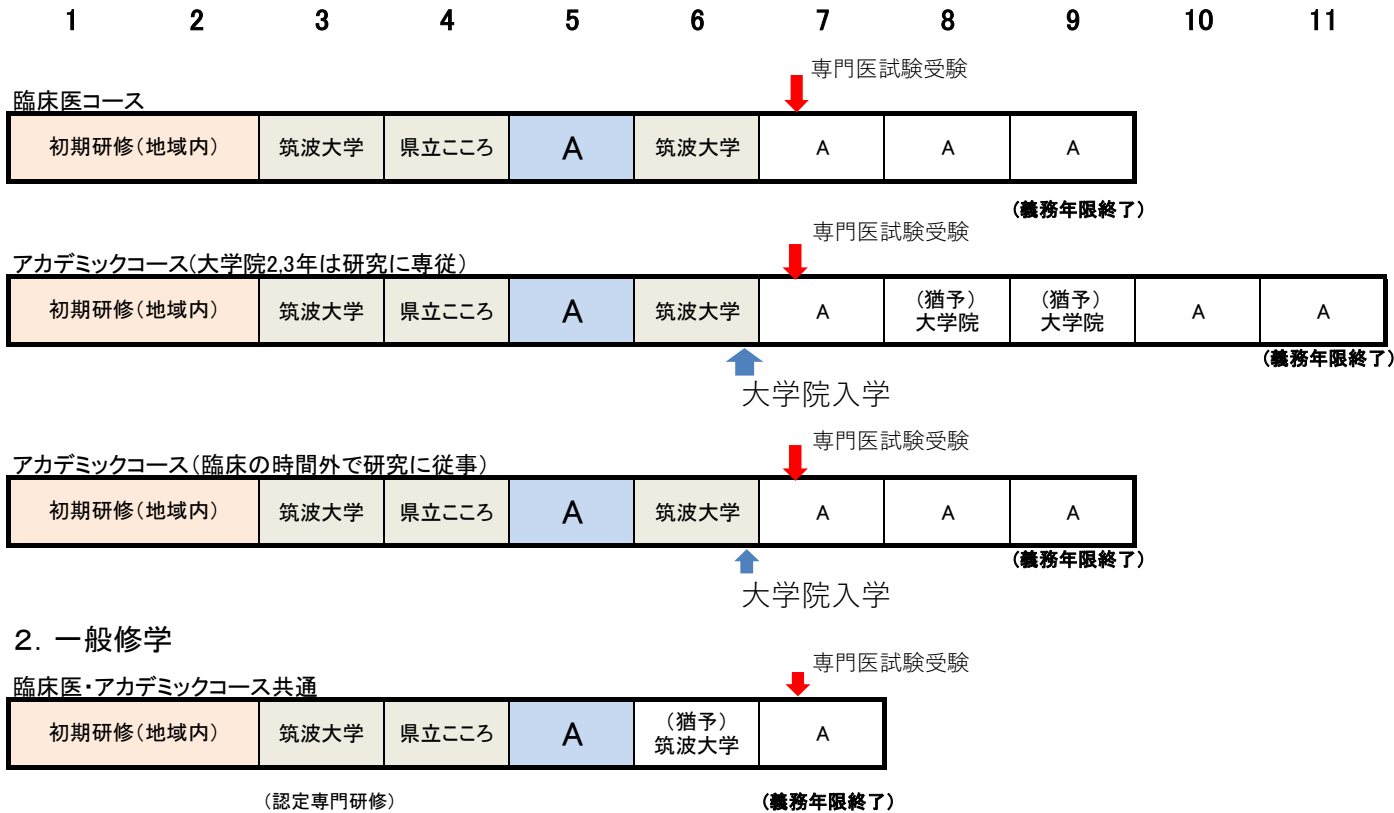 1 2 3 4 5 6 7 8 9 10 11
専門医試験受験
臨床医コース
初期研修(地域内) 筑波大学 県立こころ A 筑波大学 A A A
(義務年限終了)
専門医試験受験
アカデミックコース(大学院2,3年は研究に専従)
初期研修(地域内) 筑波大学 県立こころ A 筑波大学 A (猶予) 大学院 (猶予) 大学院 A A
(義務年限終了)
大学院入学
専門医試験受験
アカデミックコース(臨床の時間外で研究に従事)
初期研修(地域内) 筑波大学 県立こころ A 筑波大学 A A A
(義務年限終了)
大学院入学
2. 一般修学
専門医試験受験
臨床医・アカデミックコース共通
初期研修(地域内) 筑波大学 県立こころ A (猶予) 筑波大学 A
(認定専門研修) (義務年限終了)